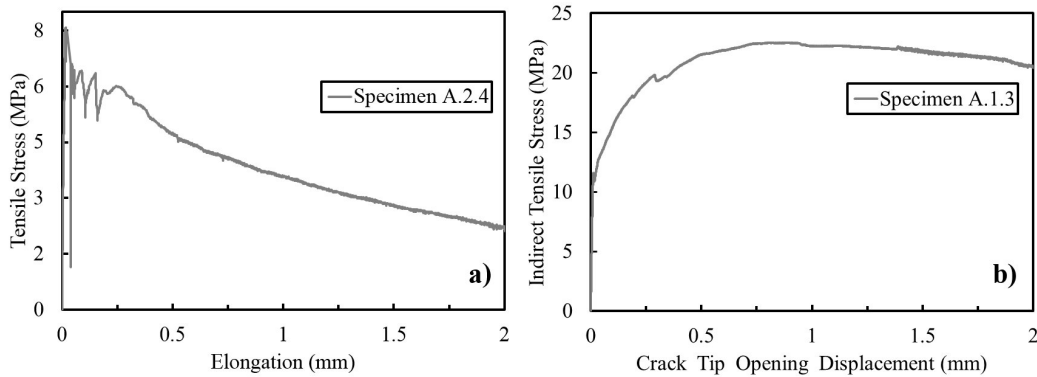 8
6
5
3
2
0
Tensile Stress (MPa)
Specimen A.2.4
a)
0
0.5
1
1.5
2
Elongation (mm)
25
20
15
10
5
0
Indirect Tensile Stress (MPa)
Specimen A.1.3
b)
0
0.5
1
1.5
2
Crack Tip Opening Displacement (mm)